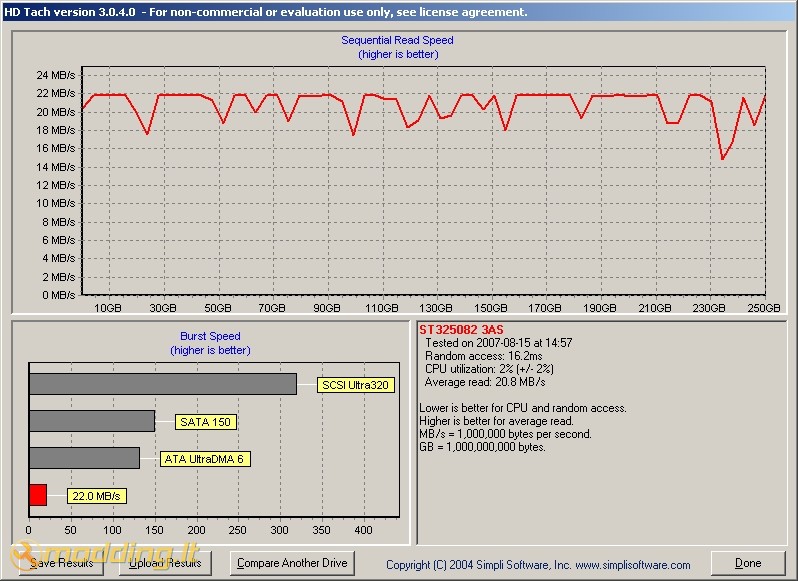 HD Tach version 3.0.4.0 - For non-commercial or evaluation use only, see license agreement.
Sequential Read Speed
(higher is better)
24 MB/s
22 MB/s
20 MB/s
18 MB/s
16 MB/s
14 MB/s
12 MB/s
10 MB/s
8 MB/s
6 MB/s
4 MB/s
2 MB/s
0 MB/s
10GB 30GB 50GB 70GB 90GB 110GB 130GB 150GB 170GB 190GB 210GB 230GB 250GB
Burst Speed
(higher is better)
SCSI Ultra320
SATA 150
ATA UltraDMA 6
22.0 MB/s
0 50 100 150 200 250 300 350 400
ST325082 3AS
Tested on 2007-08-15 at 14:57
Random access: 16.2ms
CPU utilization: 2% (+/- 2%)
Average read: 20.8 MB/s
Lower is better for CPU and random access.
Higher is better for average read.
MB/s = 1,000,000 bytes per second.
GB = 1,000,000,000 bytes.
modding.lt
Save Results
Upload Results
Compare Another Drive
Copyright (C) 2004 Simpli Software, Inc. www.simplisoftware.com
Done